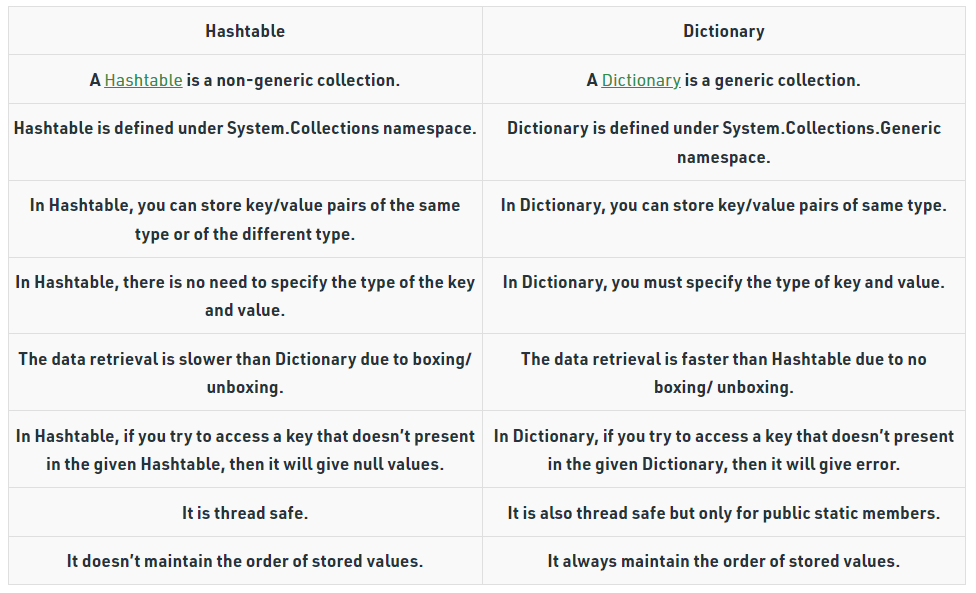 Hashtable
Dictionary
A Hashtable is a non-generic collection.
A Dictionary is a generic collection.
Hashtable is defined under System.Collections namespace.
Dictionary is defined under System.Collections.Generic
namespace.
In Hashtable, you can store key/value pairs of the same
type or of the different type.
In Dictionary, you can store key/value pairs of same type.
In Hashtable, there is no need to specify the type of the key
and value.
In Dictionary, you must specify the type of key and value.
The data retrieval is slower than Dictionary due to boxing/
unboxing.
The data retrieval is faster than Hashtable due to no
boxing/ unboxing.
In Hashtable, if you try to access a key that doesn’t present
in the given Hashtable, then it will give null values.
In Dictionary, if you try to access a key that doesn’t present
in the given Dictionary, then it will give error.
It is thread safe.
It is also thread safe but only for public static members.
It doesn’t maintain the order of stored values.
It always maintain the order of stored values.